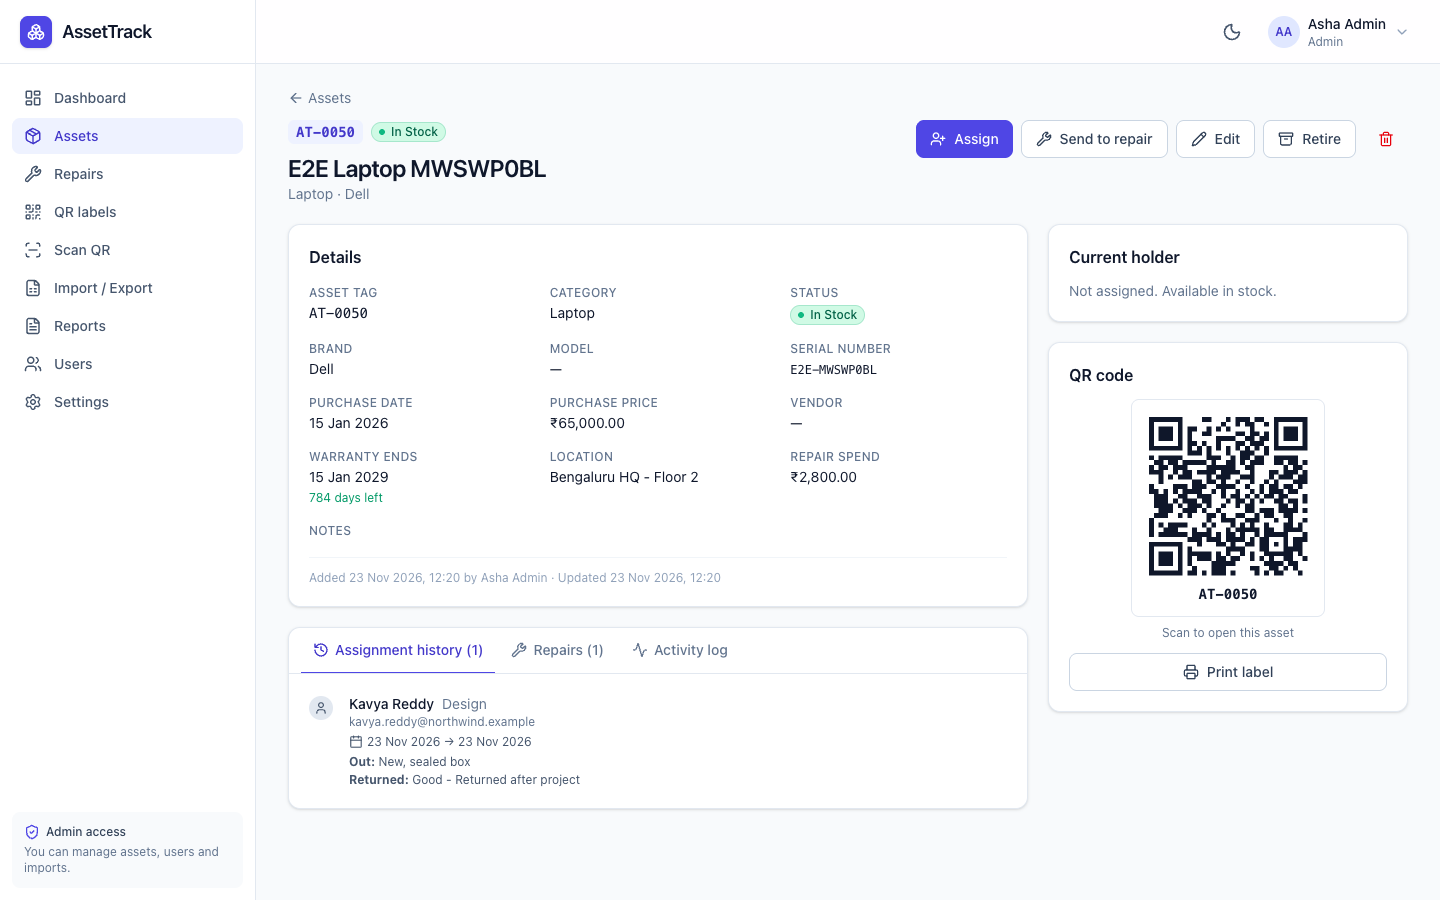 AssetTrack
AA
Asha Admin
Admin
Dashboard
Assets
Repairs
QR labels
Scan QR
Import / Export
Reports
Users
Settings
Admin access
You can manage assets, users and
imports.
← Assets
AT-0050
In Stock
E2E Laptop MWSWP0BL
Laptop · Dell
Assign
Send to repair
Edit
Retire
Details
ASSET TAG
AT-0050
CATEGORY
Laptop
STATUS
In Stock
BRAND
Dell
MODEL
—
SERIAL NUMBER
E2E-MWSWP0BL
PURCHASE DATE
15 Jan 2026
PURCHASE PRICE
₹65,000.00
VENDOR
—
WARRANTY ENDS
15 Jan 2029
784 days left
LOCATION
Bengaluru HQ - Floor 2
REPAIR SPEND
₹2,800.00
NOTES
Added 23 Nov 2026, 12:20 by Asha Admin · Updated 23 Nov 2026, 12:20
Assignment history (1)
Repairs (1)
Activity log
Kavya Reddy Design
kavya.reddy@northwind.example
23 Nov 2026 → 23 Nov 2026
Out: New, sealed box
Returned: Good - Returned after project
Current holder
Not assigned. Available in stock.
QR code
AT-0050
Scan to open this asset
Print label